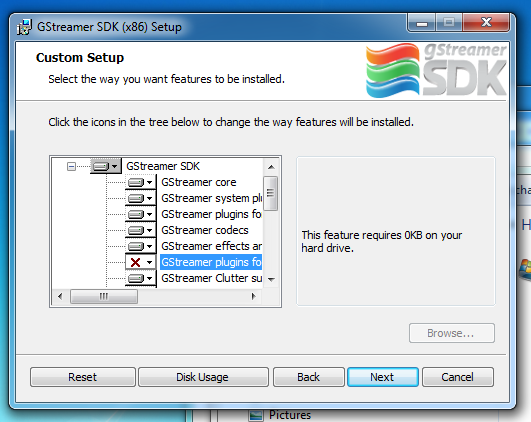 GStreamer SDK (x86) Setup
Custom Setup
Select the way you want features to be installed.
gStreamer
SDK
Click the icons in the tree below to change the way features will be installed.
GStreamer SDK
GStreamer core
GStreamer system plu
GStreamer plugins fo
GStreamer codecs
GStreamer effects ar
GStreamer plugins fo
GStreamer Clutter su
This feature requires 0KB on your
hard drive.
Browse...
Reset
Disk Usage
Back
Next
Cancel
Pictures
cha
H